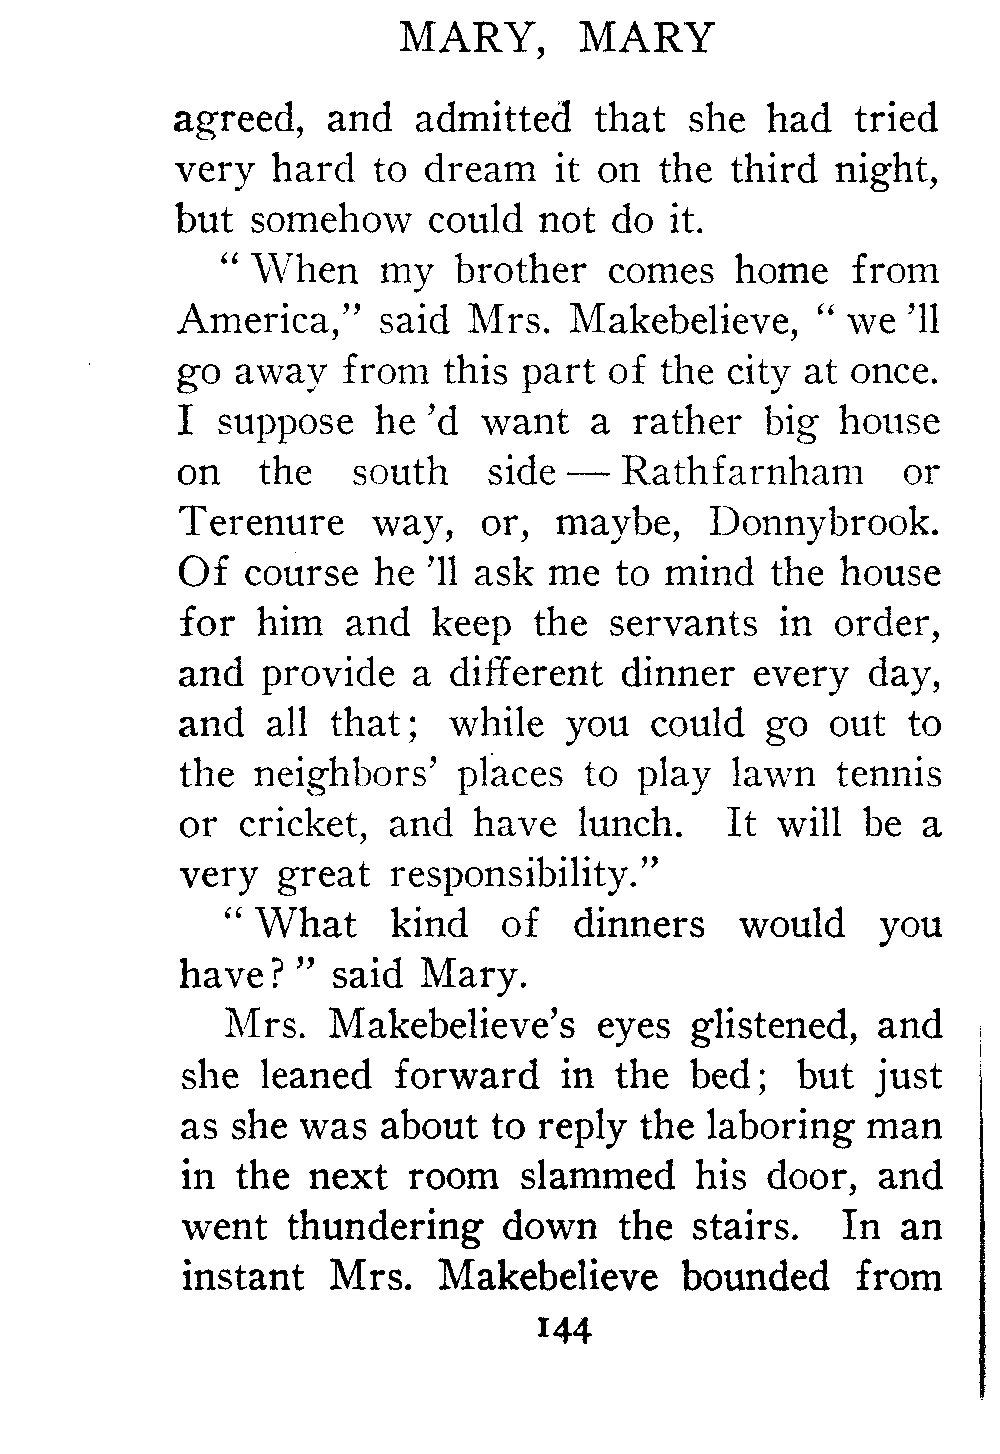 MARY, MARY
agreed, and admitted that she had tried
very hard to dream it on the third night,
but somehow could not do it.
“ When my brother comes home from
America,” said Mrs. Makebelieve, “ we ’ll
go away from this part of the city at once.
I suppose he ’d want a rather big house
on the south side — Rathfarnham or
Terenure way, or, maybe, Donnybrook.
Of course he ’ll ask me to mind the house
for him and keep the servants in order,
and provide a different dinner every day,
and all that; while you could go out to
the neighbors’ places to play lawn tennis
or cricket, and have lunch. It will be a
very great responsibility.”
“ What kind of dinners would you
have? ” said Mary.
Mrs. Makebelieve’s eyes glistened, and
she leaned forward in the bed; but just
as she was about to reply the laboring man
in the next room slammed his door, and
went thundering down the stairs. In an
instant Mrs. Makebelieve bounded from
144